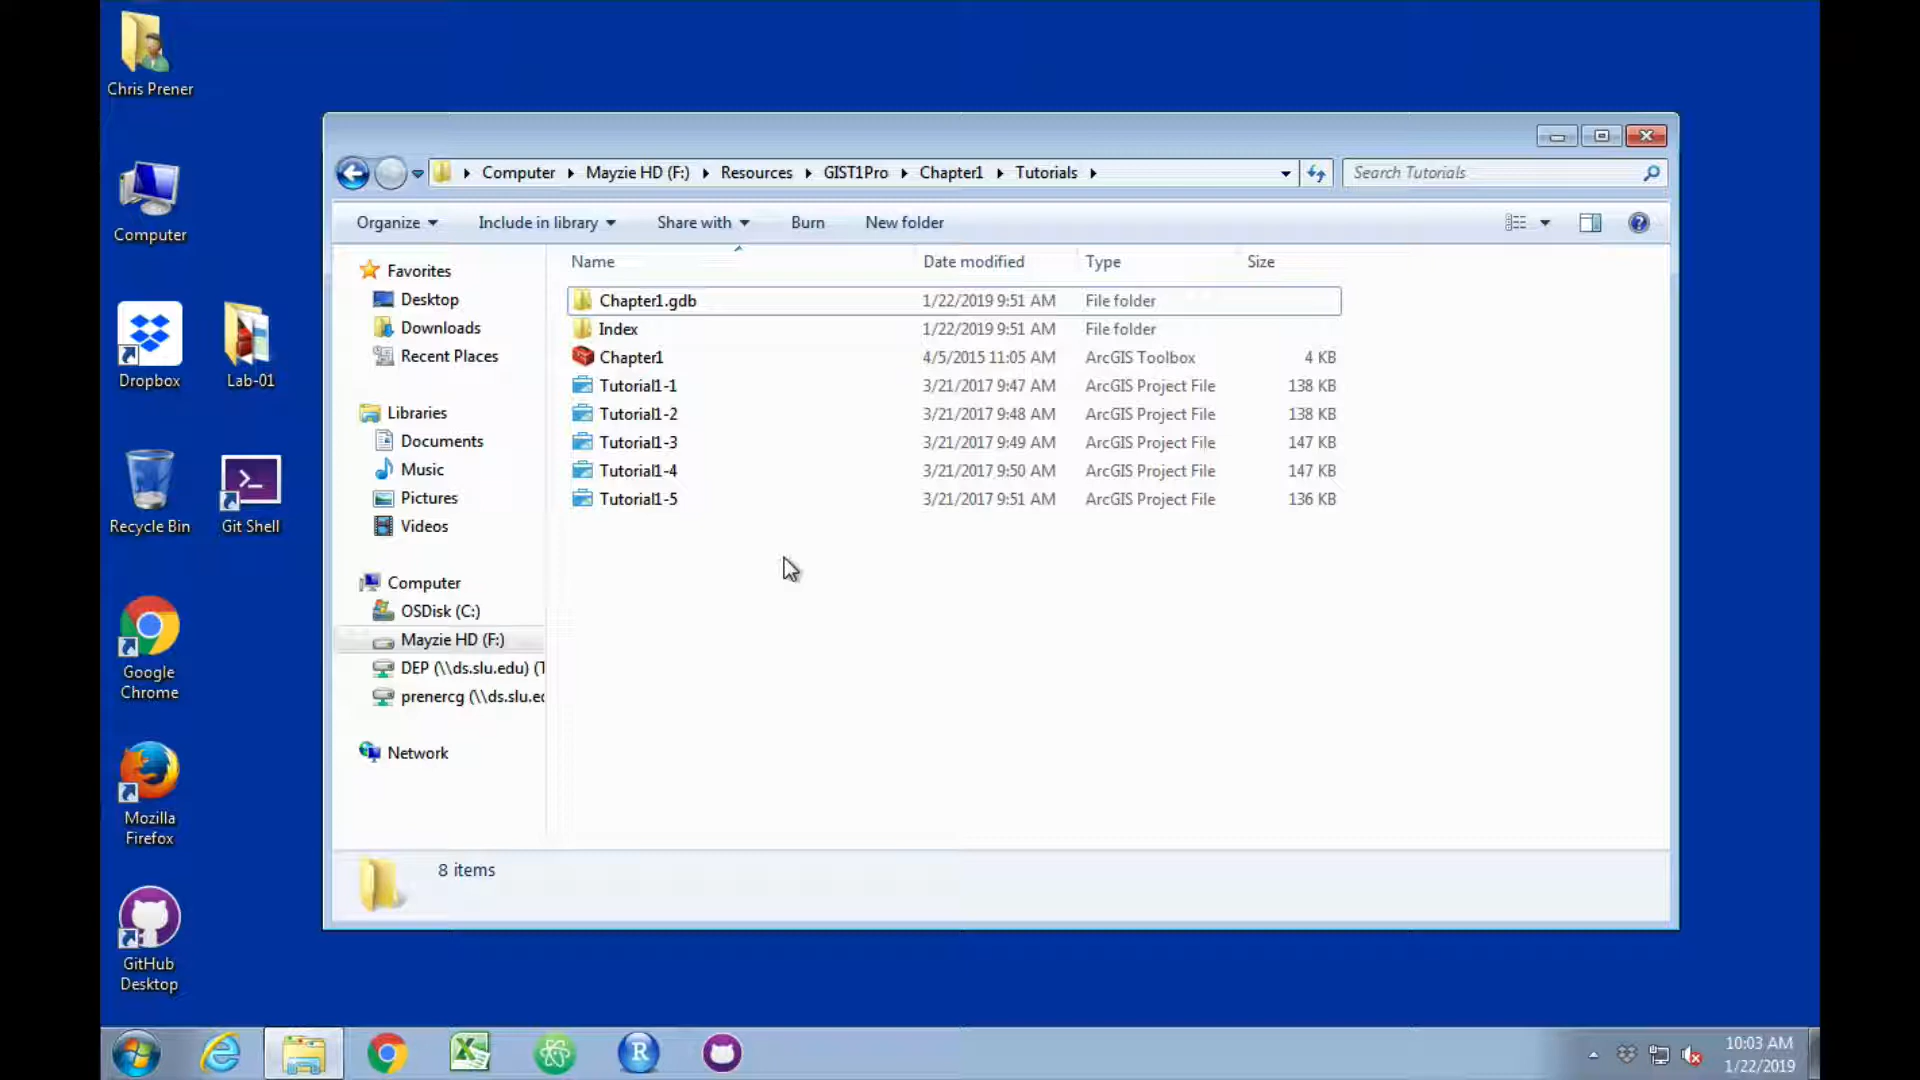 Chris Prener
Computer
Dropbox
Lab-01
Recycle Bin
Git Shell
Google
Chrome
Mozilla
Firefox
GitHub
Desktop
Computer
Mayzie HD (F:)
Resources
GIST1Pro
Chapter1
Tutorials
Search Tutorials
Organize
Include in library
Share with
Burn
New folder
Favorites
Desktop
Downloads
Recent Places
Libraries
Documents
Music
Pictures
Videos
Computer
OSDisk (C:)
Mayzie HD (F:)
DEP (\\ds.slu.edu) (T
prenercg (\\ds.slu.ed
Network
Name Date modified Type Size
Chapter1.gdb 1/22/2019 9:51 AM File folder
Index 1/22/2019 9:51 AM File folder
Chapter1 4/5/2015 11:05 AM ArcGIS Toolbox 4 KB
Tutorial1-1 3/21/2017 9:47 AM ArcGIS Project File 138 KB
Tutorial1-2 3/21/2017 9:48 AM ArcGIS Project File 138 KB
Tutorial1-3 3/21/2017 9:49 AM ArcGIS Project File 147 KB
Tutorial1-4 3/21/2017 9:50 AM ArcGIS Project File 147 KB
Tutorial1-5 3/21/2017 9:51 AM ArcGIS Project File 136 KB
8 items
10:03 AM
1/22/2019